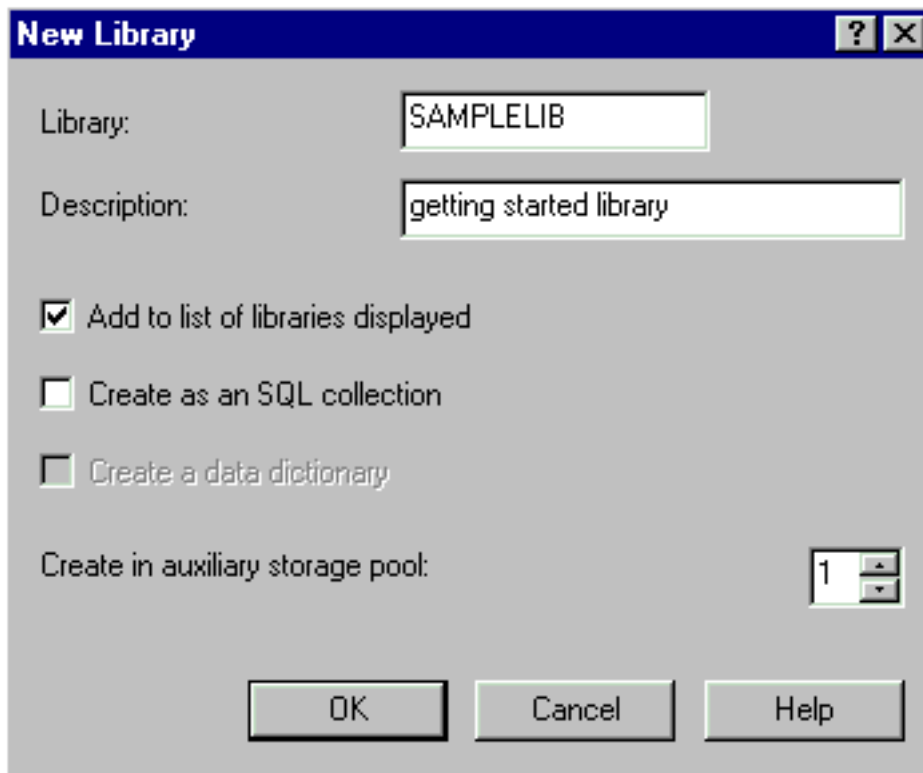 New Library
Library: SAMPLELIB
Description: getting started library
Add to list of libraries displayed
Create as an SQL collection
Create a data dictionary
Create in auxiliary storage pool: 1
OK Cancel Help